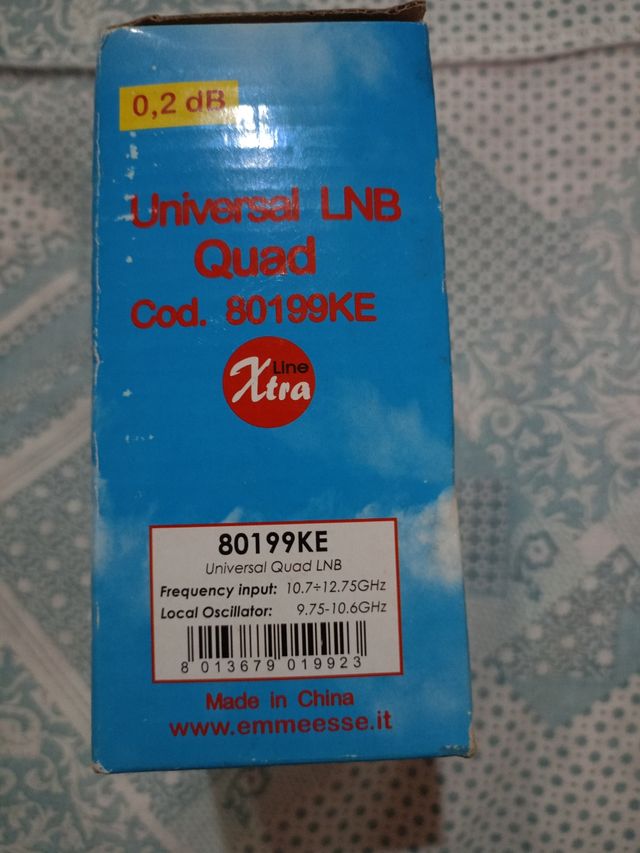 0,2 dB
Universal LNB
Quad
Cod. 80199KE
Line
Xtra
80199KE
Universal Quad LNB
Frequency input: 10.7÷12.75GHz
Local Oscillator: 9.75-10.6GHz
8 013679 019923
Made in China
www.emmeesse.it